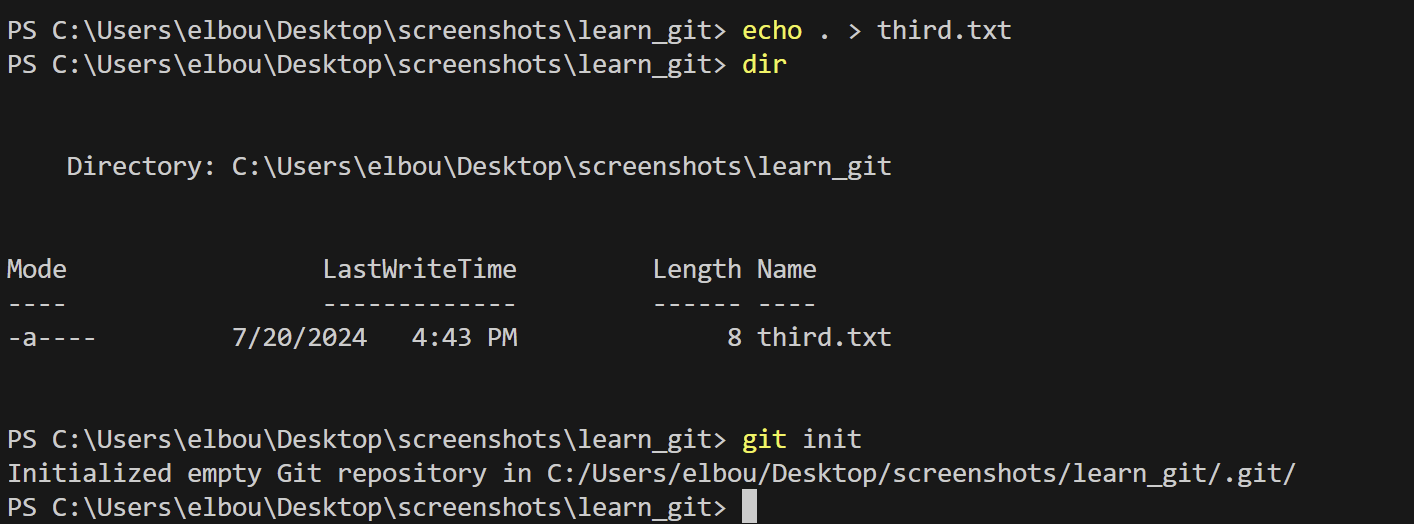 PS C:\Users\elbou\Desktop\screenshots\learn_git> echo . > third.txt
PS C:\Users\elbou\Desktop\screenshots\learn_git> dir
    Directory: C:\Users\elbou\Desktop\screenshots\learn_git
Mode                 LastWriteTime         Length Name
----                 -------------         ------ ----
-a----         7/20/2024   4:43 PM              8 third.txt
PS C:\Users\elbou\Desktop\screenshots\learn_git> git init
Initialized empty Git repository in C:/Users/elbou/Desktop/screenshots/learn_git/.git/
PS C:\Users\elbou\Desktop\screenshots\learn_git>